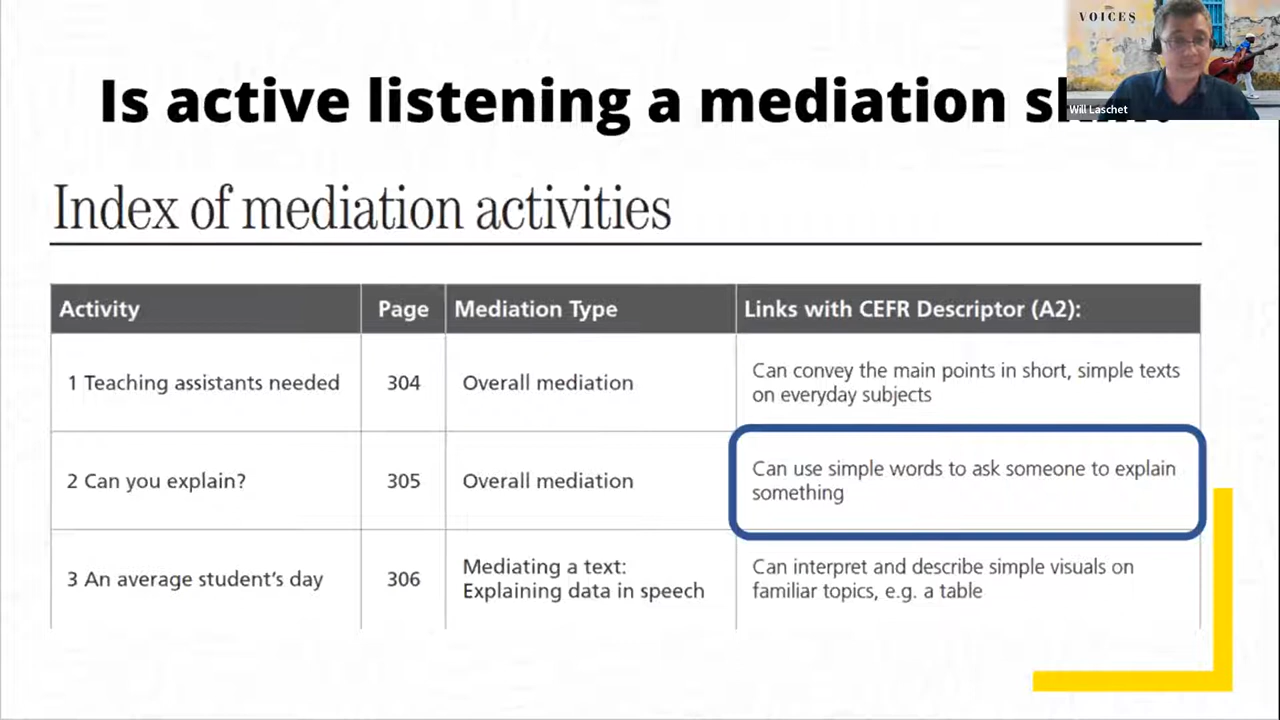 VOICES
Will Laschet
Is active listening a mediation
Index of mediation activities
Activity
Page
Mediation Type
Links with CEFR Descriptor (A2):
1 Teaching assistants needed
304
Overall mediation
Can convey the main points in short, simple texts
on everyday subjects
2 Can you explain?
305
Overall mediation
Can use simple words to ask someone to explain
something
3 An average student’s day
306
Mediating a text:
Explaining data in speech
Can interpret and describe simple visuals on
familiar topics, e.g. a table